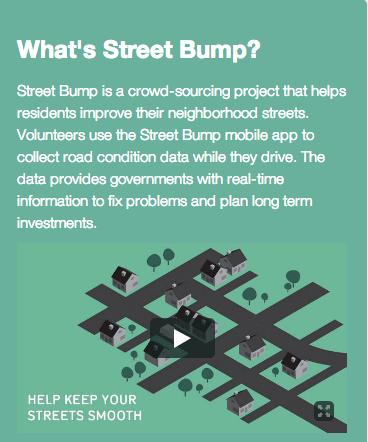 What's Street Bump?
Street Bump is a crowd-sourcing project that helps
residents improve their neighborhood streets.
Volunteers use the Street Bump mobile app to
collect road condition data while they drive. The
data provides governments with real-time
information to fix problems and plan long term
investments.
HELP KEEP YOUR
STREETS SMOOTH